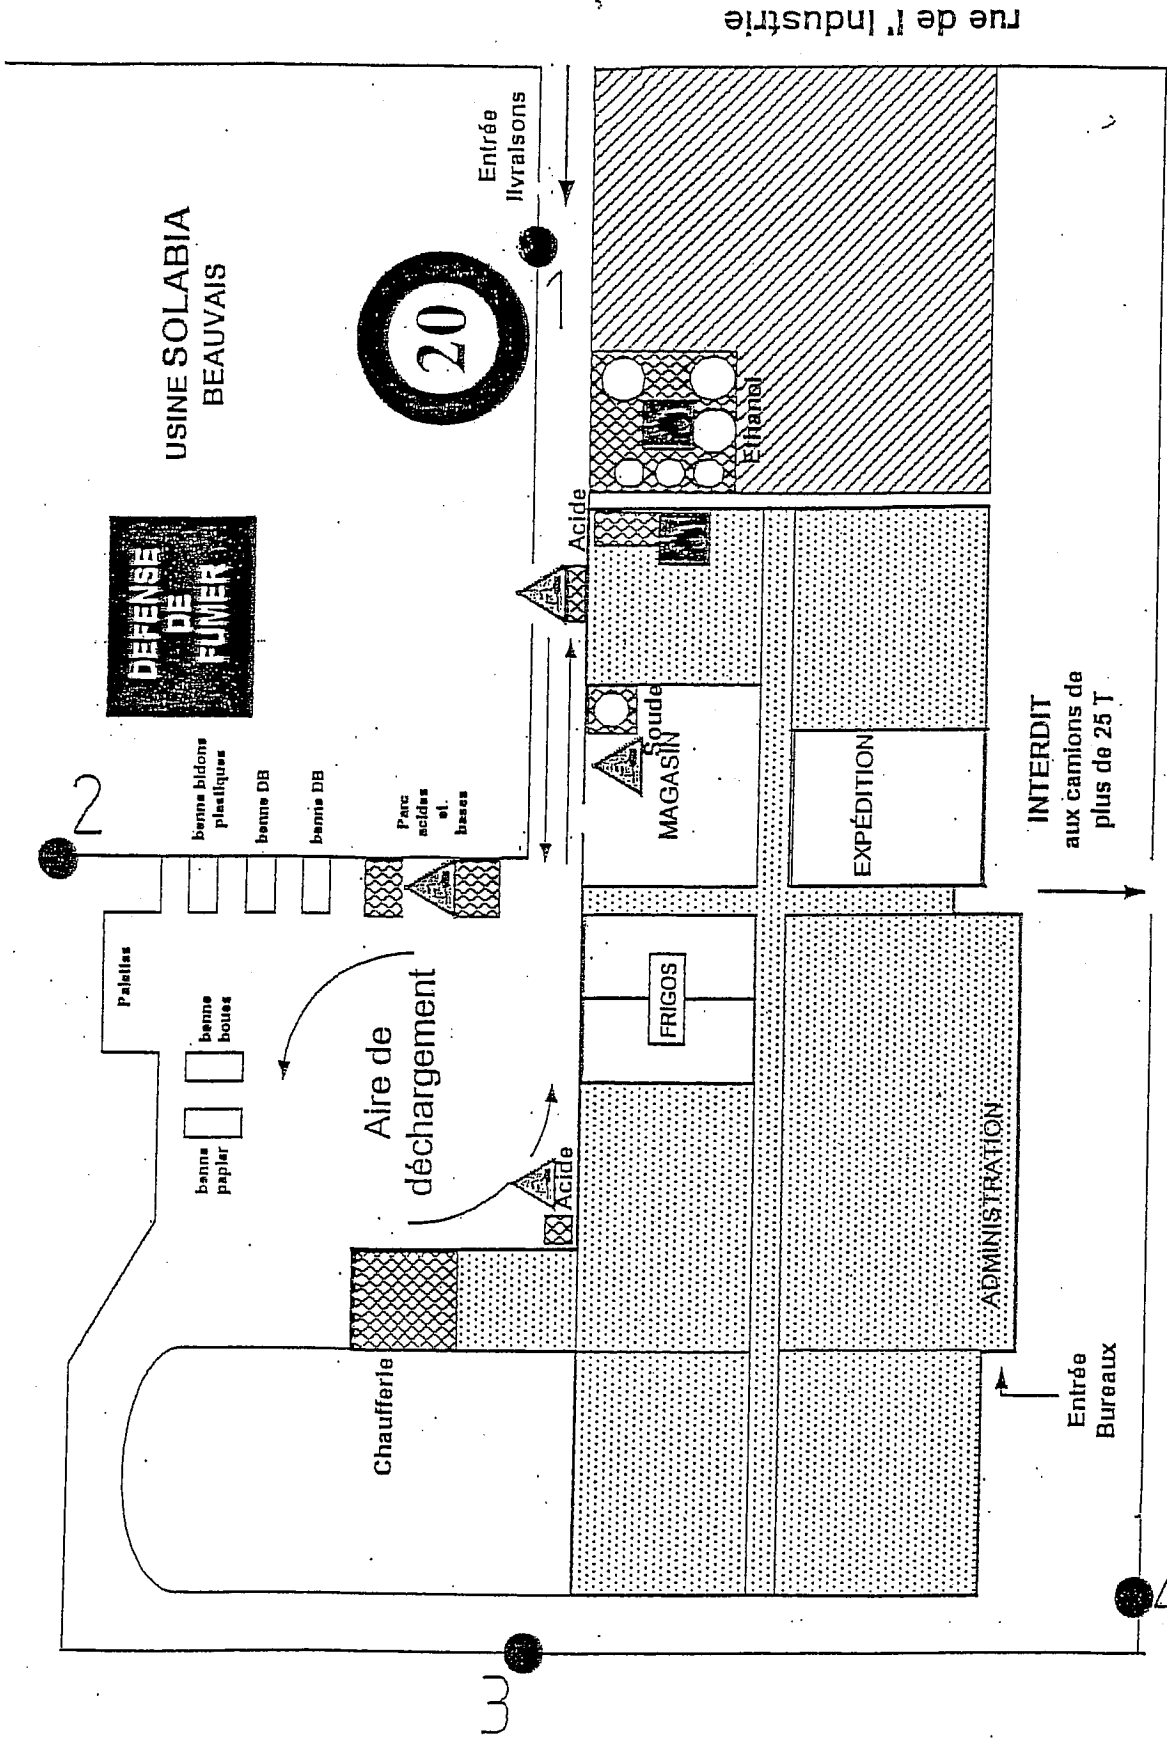 rue de l' Industrie
USINE SOLABIA
BEAUVAIS
Entrée
livraisons
20
1
DEFENSE
DE
FUMER
Ethanol
Acide
2
benne bidons
plastiques
benne DB
benne DB
Parc
acides
et
bases
Soude
MAGASIN
EXPÉDITION
INTERDIT
aux camions de
plus de 25 T
Palettes
benne
boues
benne
papier
Aire de
déchargement
FRIGOS
Acide
ADMINISTRATION
Chaufferie
Entrée
Bureaux
3
4